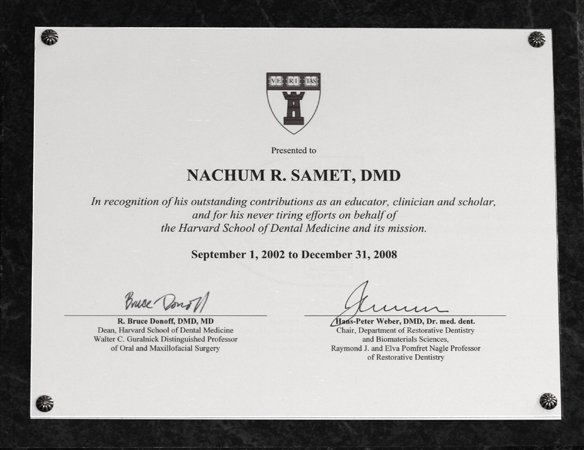 VE RI TAS
Presented to
NACHUM R. SAMET, DMD
In recognition of his outstanding contributions as an educator, clinician and scholar,
and for his never tiring efforts on behalf of
the Harvard School of Dental Medicine and its mission.
September 1, 2002 to December 31, 2008
Bruce Donoff
R. Bruce Donoff, DMD, MD
Dean, Harvard School of Dental Medicine
Walter C. Guralnick Distinguished Professor
of Oral and Maxillofacial Surgery
Hans-Peter Weber, DMD, Dr. med. dent.
Chair, Department of Restorative Dentistry
and Biomaterials Sciences,
Raymond J. and Elva Pomfret Nagle Professor
of Restorative Dentistry